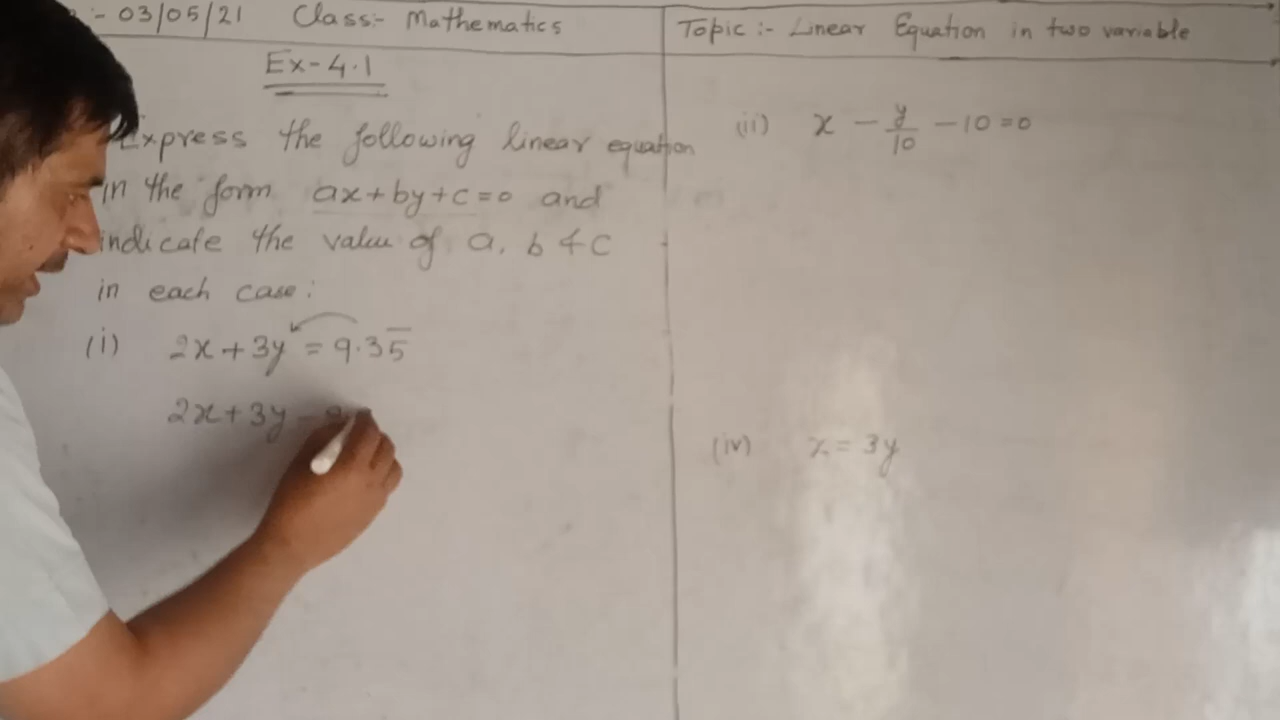 :- 03/05/21 Class:- Mathematics
Topic:- Linear Equation in two variable
Ex-4.1
Express the following linear equation
in the form ax+by+c=0 and
indicate the value of a, b & c
in each case:
(i) 2x+3y = 9.35̅
2x+3y -
(ii) x - y/10 - 10 = 0
(iv) x = 3y